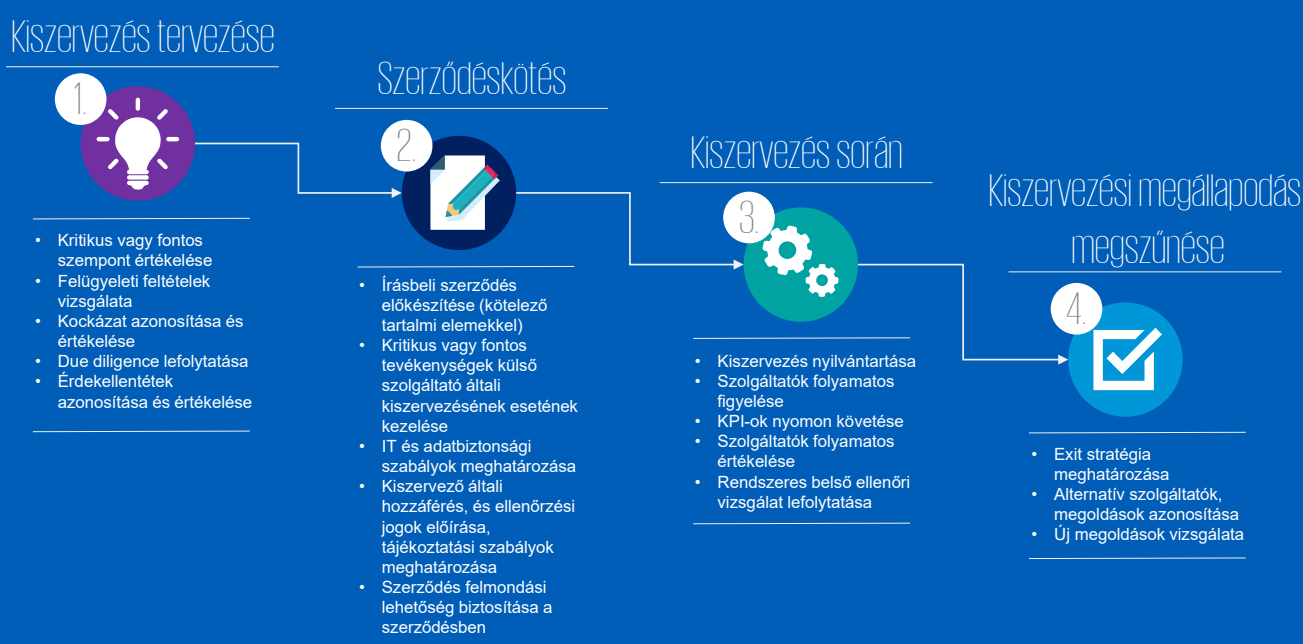 Kiszervezés tervezése
1.
• Kritikus vagy fontos
szempont értékelése
• Felügyeleti feltételek
vizsgálata
• Kockázat azonosítása és
értékelése
• Due diligence lefolytatása
• Érdekellentétek
azonosítása és értékelése
Szerződéskötés
2.
• Írásbeli szerződés
előkészítése (kötelező
tartalmi elemekkel)
• Kritikus vagy fontos
tevékenységek külső
szolgáltató általi
kiszervezésének esetének
kezelése
• IT és adatbiztonsági
szabályok meghatározása
• Kiszervező általi
hozzáférés, és ellenőrzési
jogok előírása,
tájékoztatási szabályok
meghatározása
• Szerződés felmondási
lehetőség biztosítása a
szerződésben
Kiszervezés során
3.
• Kiszervezés nyilvántartása
• Szolgáltatók folyamatos
figyelése
• KPI-ok nyomon követése
• Szolgáltatók folyamatos
értékelése
• Rendszeres belső ellenőri
vizsgálat lefolytatása
Kiszervezési megállapodás
megszűnése
4.
• Exit stratégia
meghatározása
• Alternatív szolgáltatók,
megoldások azonosítása
• Új megoldások vizsgálata